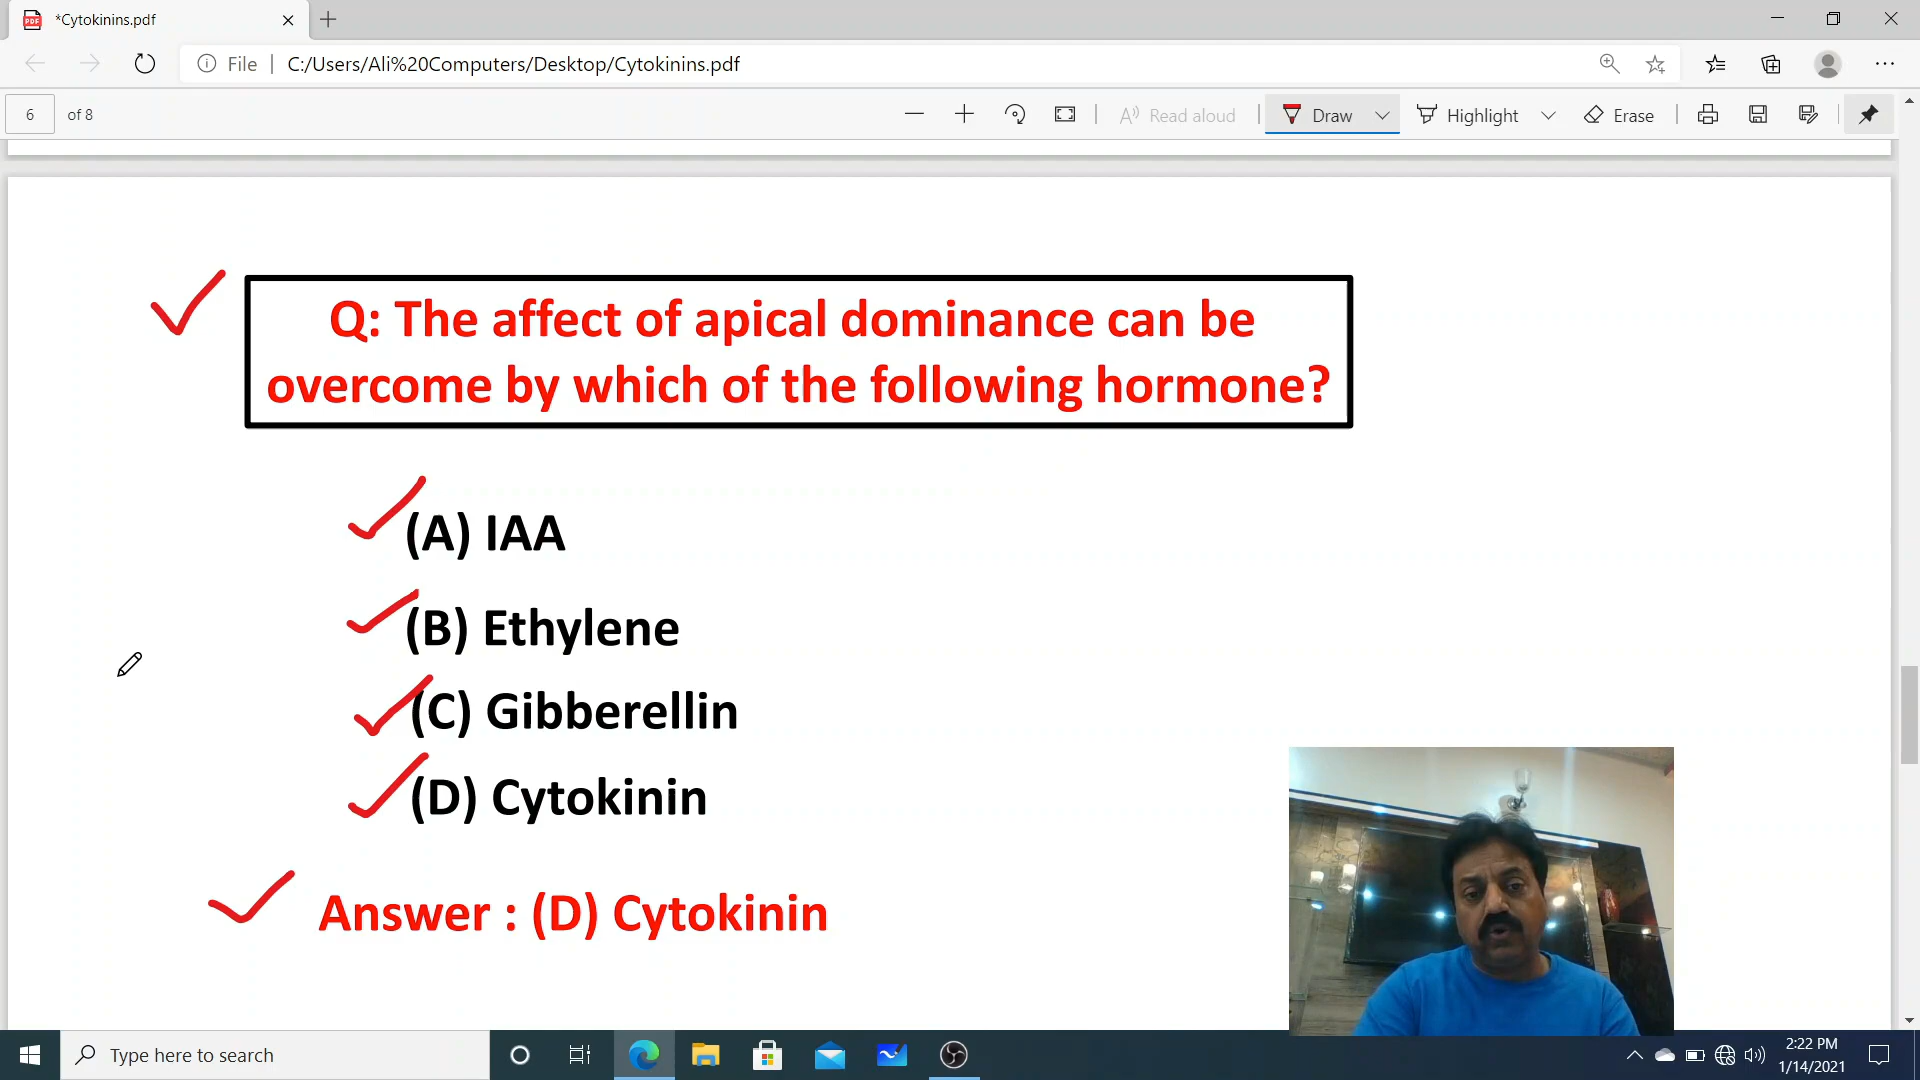 *Cytokinins.pdf
File
C:/Users/Ali%20Computers/Desktop/Cytokinins.pdf
6 of 8
Read aloud
Draw
Highlight
Erase
Q: The affect of apical dominance can be
overcome by which of the following hormone?
(A) IAA
(B) Ethylene
(C) Gibberellin
(D) Cytokinin
Answer : (D) Cytokinin
Type here to search
2:22 PM
1/14/2021